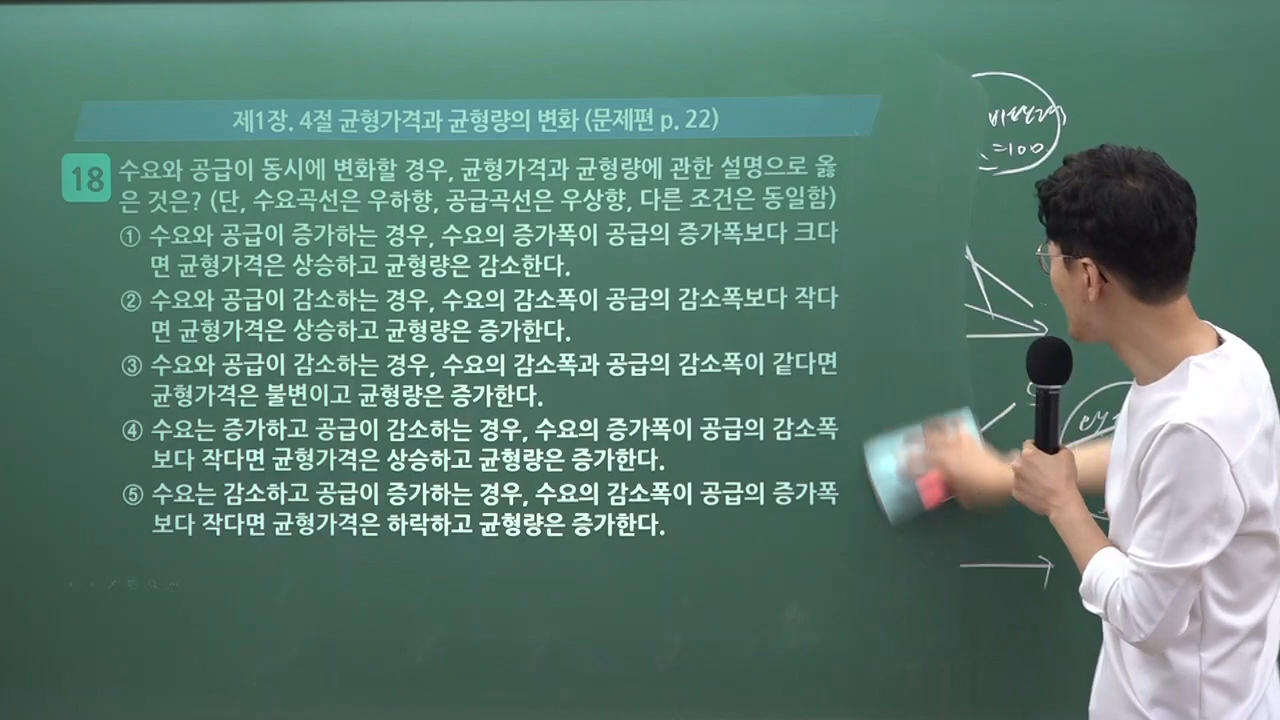 제1장. 4절 균형가격과 균형량의 변화 (문제편 p. 22)
18 수요와 공급이 동시에 변화할 경우, 균형가격과 균형량에 관한 설명으로 옳
은 것은? (단, 수요곡선은 우하향, 공급곡선은 우상향, 다른 조건은 동일함)
① 수요와 공급이 증가하는 경우, 수요의 증가폭이 공급의 증가폭보다 크다
면 균형가격은 상승하고 균형량은 감소한다.
② 수요와 공급이 감소하는 경우, 수요의 감소폭이 공급의 감소폭보다 작다
면 균형가격은 상승하고 균형량은 증가한다.
③ 수요와 공급이 감소하는 경우, 수요의 감소폭과 공급의 감소폭이 같다면
균형가격은 불변이고 균형량은 증가한다.
④ 수요는 증가하고 공급이 감소하는 경우, 수요의 증가폭이 공급의 감소폭
보다 작다면 균형가격은 상승하고 균형량은 증가한다.
⑤ 수요는 감소하고 공급이 증가하는 경우, 수요의 감소폭이 공급의 증가폭
보다 작다면 균형가격은 하락하고 균형량은 증가한다.
=100